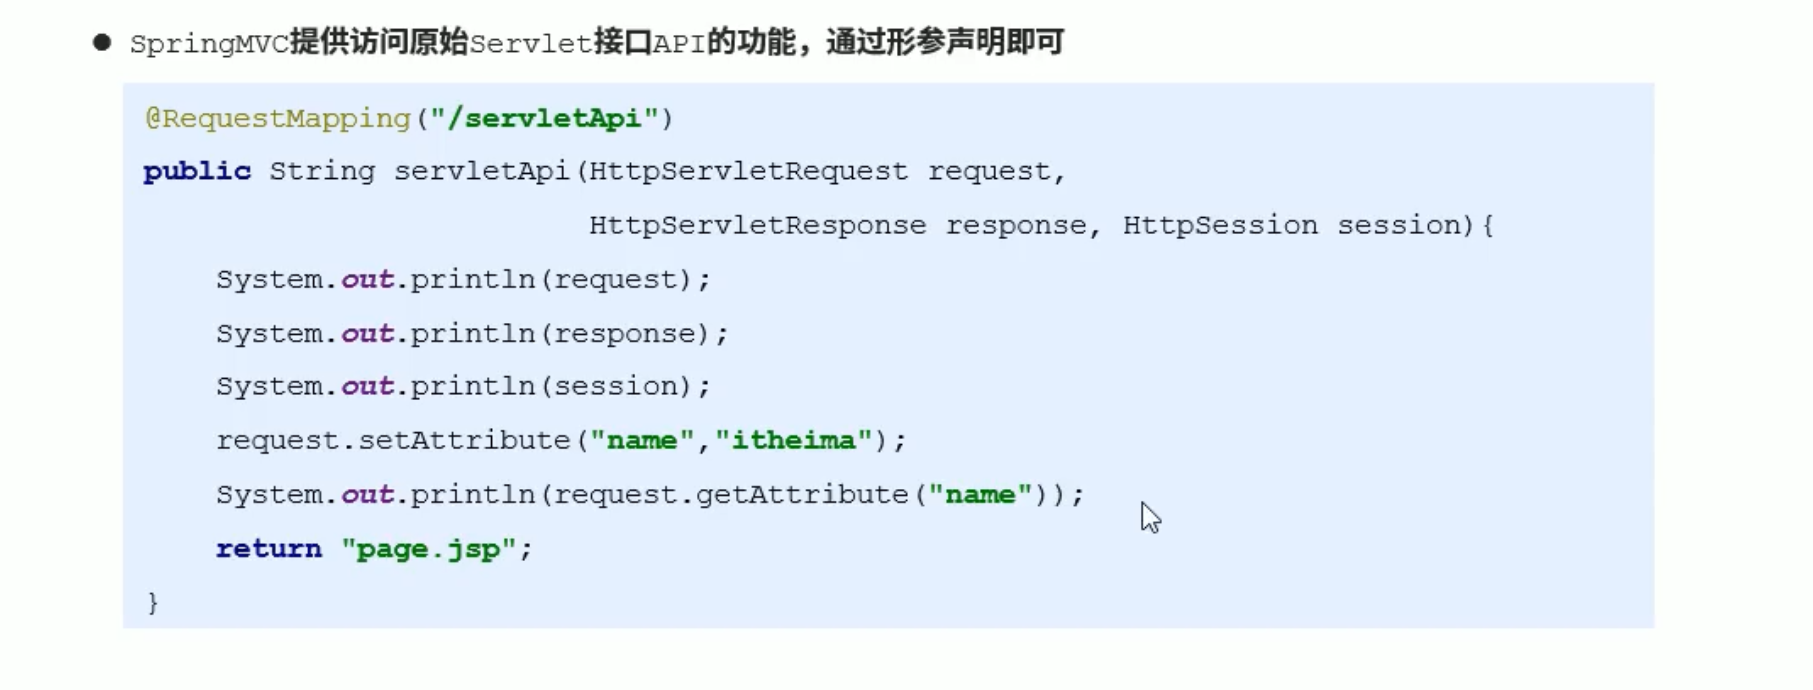 ● SpringMVC提供访问原始Servlet接口API的功能，通过形参声明即可
@RequestMapping("/servletApi")
public String servletApi(HttpServletRequest request,
HttpServletResponse response, HttpSession session){
System.out.println(request);
System.out.println(response);
System.out.println(session);
request.setAttribute("name","itheima");
System.out.println(request.getAttribute("name"));
return "page.jsp";
}